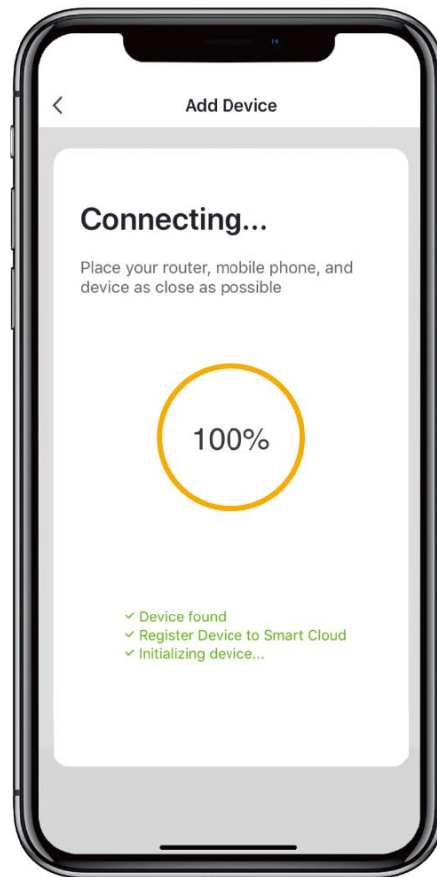 Add Device
Connecting...
Place your router, mobile phone, and
device as close as possible
100%
Device found
Register Device to Smart Cloud
Initializing device...